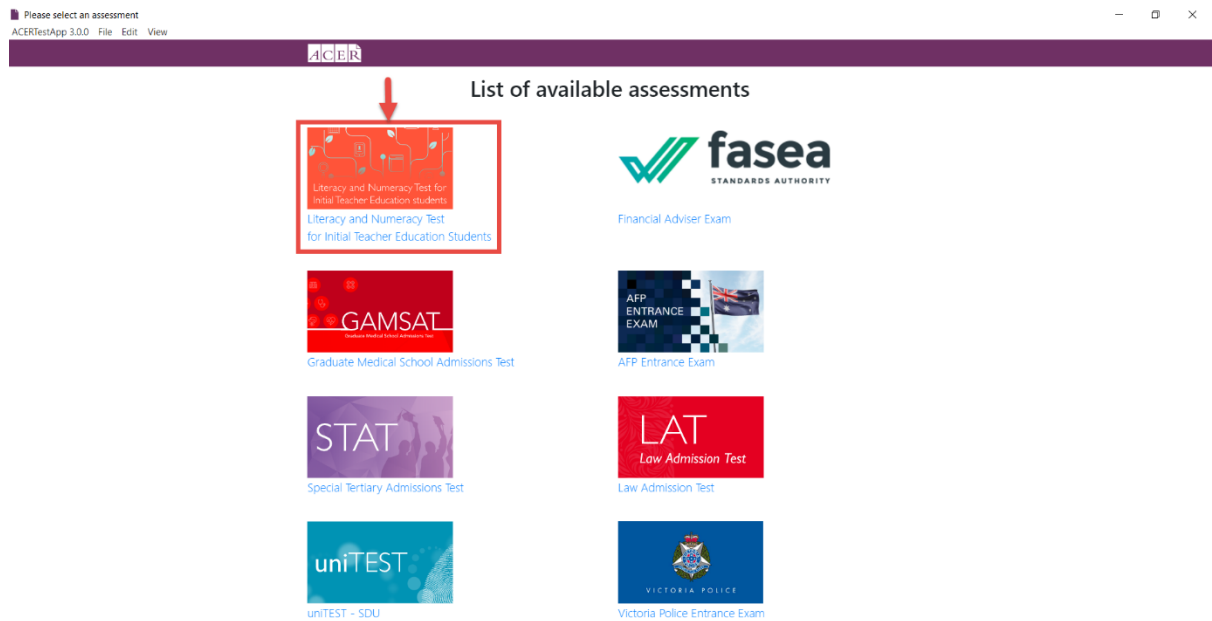 Please select an assessment
ACERTestApp 3.0.0 File Edit View
ACER
List of available assessments
Literacy and Numeracy Test for
Initial Teacher Education students
Literacy and Numeracy Test
for Initial Teacher Education Students
fasea
STANDARDS AUTHORITY
Financial Adviser Exam
GAMSAT
Graduate Medical School Admissions Test
Graduate Medical School Admissions Test
AFP
ENTRANCE
EXAM
AFP Entrance Exam
STAT
Special Tertiary Admissions Test
LAT
Law Admission Test
Law Admission Test
uniTEST
uniTEST - SDU
VICTORIA POLICE
Victoria Police Entrance Exam